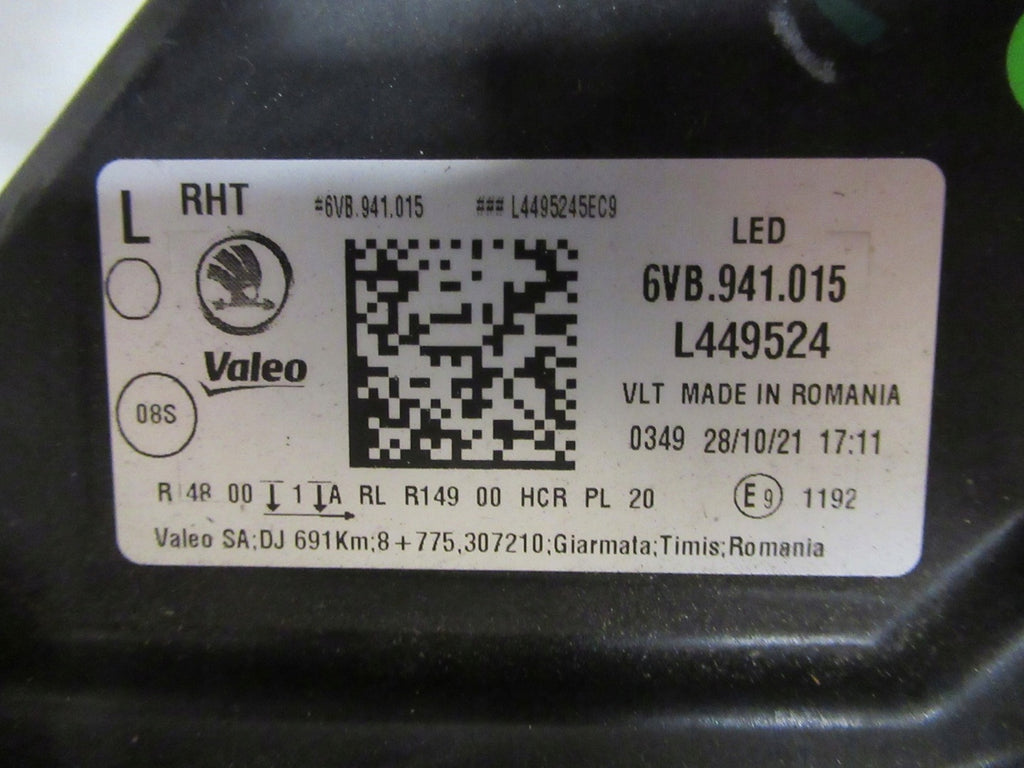 L RHT #6VB.941.015 ### L4495245EC9
LED
6VB.941.015
L449524
Valeo
VLT MADE IN ROMANIA
08S
0349 28/10/21 17:11
R148 00 1 A RL R149 00 HCR PL 20 E9 1192
Valeo SA;DJ 691Km;8+775,307210;Giarmata;Timis;Romania